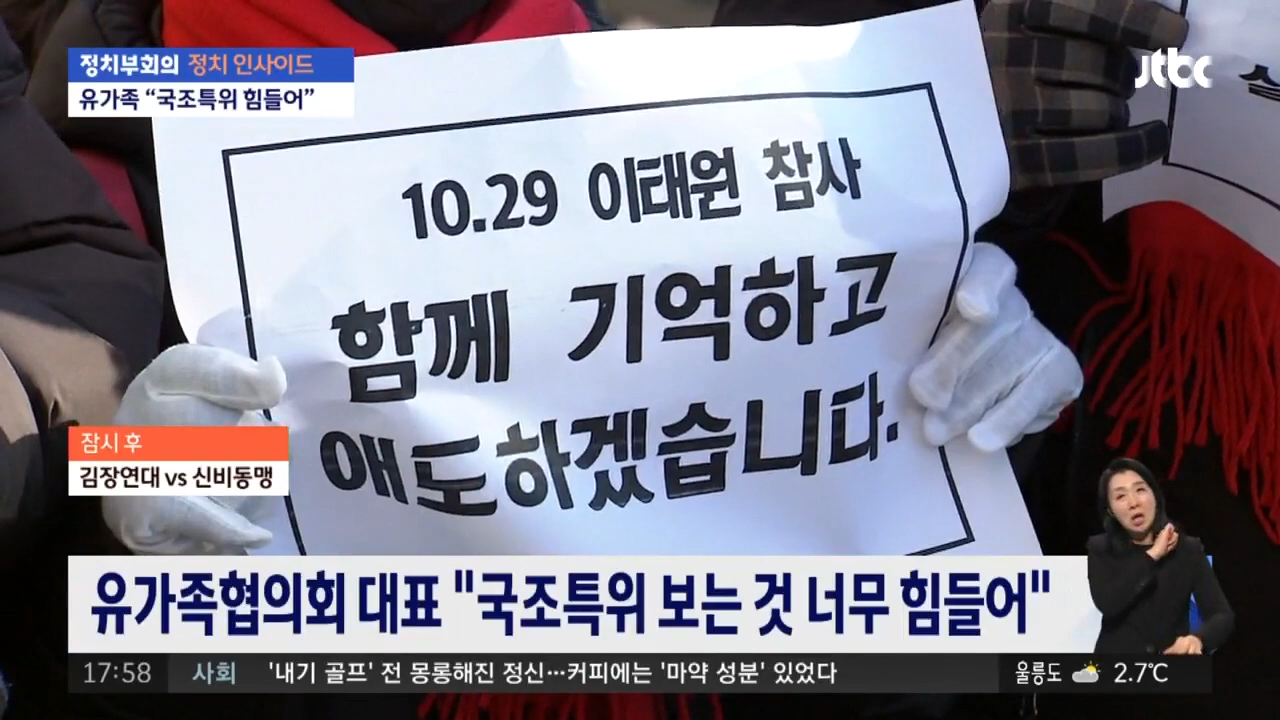 정치부회의 정치 인사이드
유가족 “국조특위 힘들어”
jtbc
10.29 이태원 참사
함께 기억하고
애도하겠습니다.
잠시 후
김장연대 vs 신비동맹
유가족협의회 대표 "국조특위 보는 것 너무 힘들어"
17:58 사회 '내기 골프' 전 몽롱해진 정신…커피에는 '마약 성분' 있었다 울릉도 2.7℃